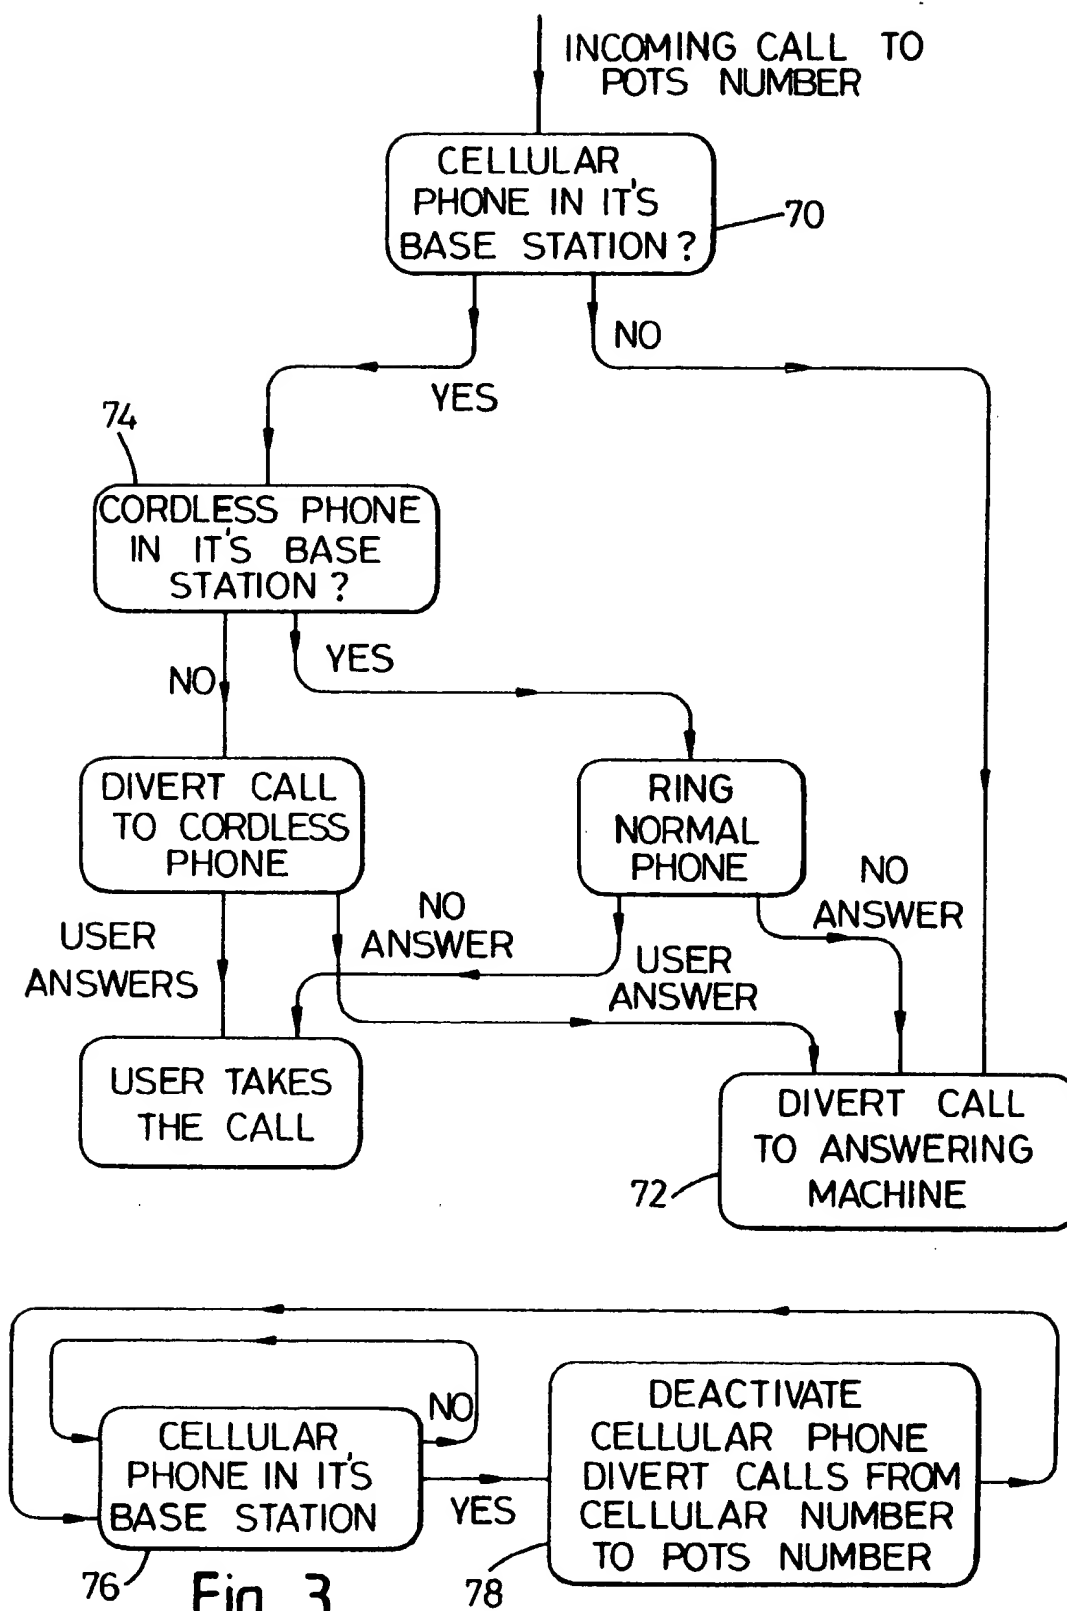 INCOMING CALL TO
POTS NUMBER
CELLULAR
PHONE IN IT'S
BASE STATION?
70
NO
YES
74
CORDLESS PHONE
IN IT'S BASE
STATION?
NO
YES
DIVERT CALL
TO CORDLESS
PHONE
RING
NORMAL
PHONE
NO
ANSWER
USER
ANSWERS
NO
ANSWER
USER
ANSWER
USER TAKES
THE CALL
DIVERT CALL
TO ANSWERING
MACHINE
72
NO
CELLULAR
PHONE IN IT'S
BASE STATION
YES
DEACTIVATE
CELLULAR PHONE
DIVERT CALLS FROM
CELLULAR NUMBER
TO POTS NUMBER
76
78
Fig. 3